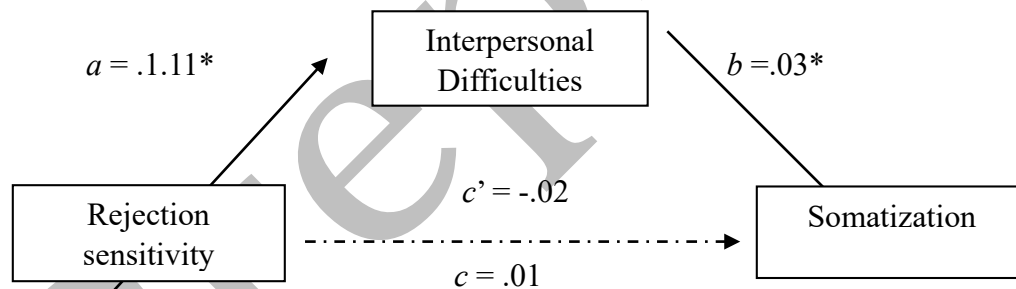 Interpersonal
Difficulties
a = .1.11*
b =.03*
Rejection
sensitivity
c’ = -.02
c = .01
Somatization